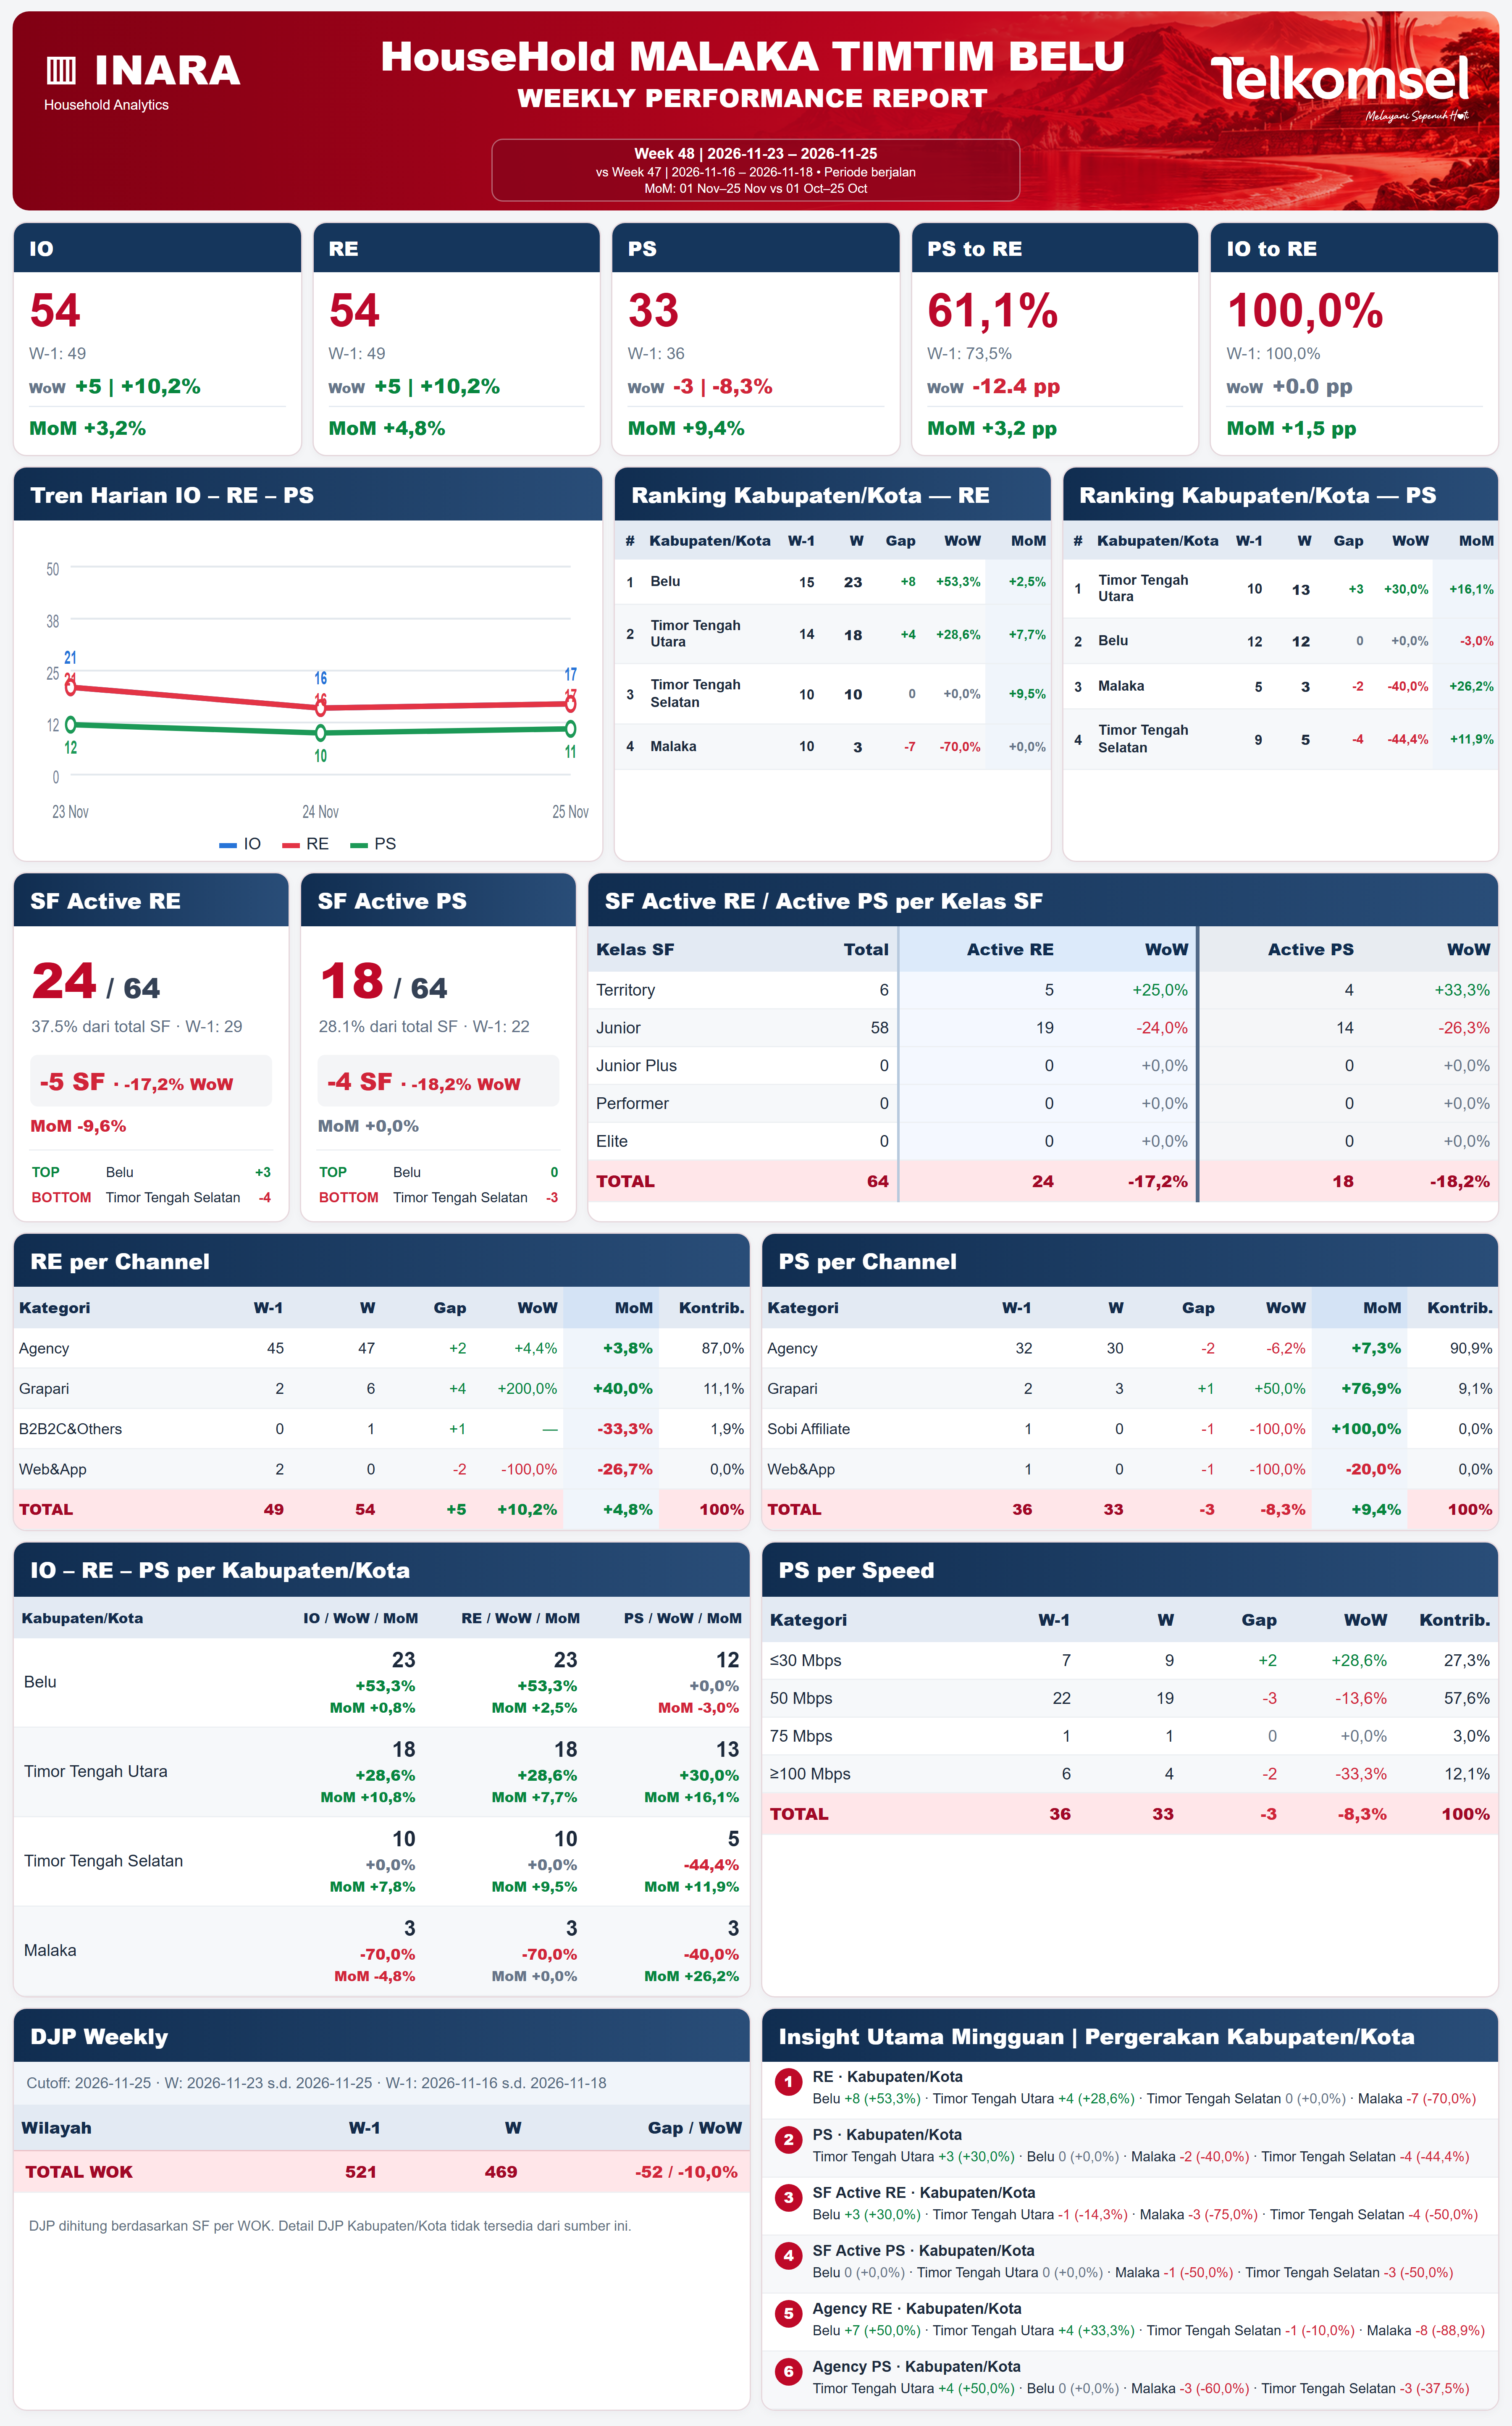 INARA
Household Analytics
HouseHold MALAKA TIMTIM BELU
WEEKLY PERFORMANCE REPORT
Week 48 | 2026-11-23 – 2026-11-25
vs Week 47 | 2026-11-16 – 2026-11-18 • Periode berjalan
MoM: 01 Nov–25 Nov vs 01 Oct–25 Oct
Telkomsel
Melayani Sepenuh Hati
IO
54
W-1: 49
WoW +5 | +10,2%
MoM +3,2%
RE
54
W-1: 49
WoW +5 | +10,2%
MoM +4,8%
PS
33
W-1: 36
WoW -3 | -8,3%
MoM +9,4%
PS to RE
61,1%
W-1: 73,5%
WoW -12.4 pp
MoM +3,2 pp
IO to RE
100,0%
W-1: 100,0%
WoW +0.0 pp
MoM +1,5 pp
Tren Harian IO – RE – PS
50
38
25
12
0
21 16 17
21 16 17
12 10 11
23 Nov 24 Nov 25 Nov
IO RE PS
Ranking Kabupaten/Kota — RE
# Kabupaten/Kota W-1 W Gap WoW MoM
1 Belu 15 23 +8 +53,3% +2,5%
2 Timor Tengah Utara 14 18 +4 +28,6% +7,7%
3 Timor Tengah Selatan 10 10 0 +0,0% +9,5%
4 Malaka 10 3 -7 -70,0% +0,0%
Ranking Kabupaten/Kota — PS
# Kabupaten/Kota W-1 W Gap WoW MoM
1 Timor Tengah Utara 10 13 +3 +30,0% +16,1%
2 Belu 12 12 0 +0,0% -3,0%
3 Malaka 5 3 -2 -40,0% +26,2%
4 Timor Tengah Selatan 9 5 -4 -44,4% +11,9%
SF Active RE
24 / 64
37.5% dari total SF · W-1: 29
-5 SF · -17,2% WoW
MoM -9,6%
TOP Belu +3
BOTTOM Timor Tengah Selatan -4
SF Active PS
18 / 64
28.1% dari total SF · W-1: 22
-4 SF · -18,2% WoW
MoM +0,0%
TOP Belu 0
BOTTOM Timor Tengah Selatan -3
SF Active RE / Active PS per Kelas SF
Kelas SF Total Active RE WoW Active PS WoW
Territory 6 5 +25,0% 4 +33,3%
Junior 58 19 -24,0% 14 -26,3%
Junior Plus 0 0 +0,0% 0 +0,0%
Performer 0 0 +0,0% 0 +0,0%
Elite 0 0 +0,0% 0 +0,0%
TOTAL 64 24 -17,2% 18 -18,2%
RE per Channel
Kategori W-1 W Gap WoW MoM Kontrib.
Agency 45 47 +2 +4,4% +3,8% 87,0%
Grapari 2 6 +4 +200,0% +40,0% 11,1%
B2B2C&Others 0 1 +1 — -33,3% 1,9%
Web&App 2 0 -2 -100,0% -26,7% 0,0%
TOTAL 49 54 +5 +10,2% +4,8% 100%
PS per Channel
Kategori W-1 W Gap WoW MoM Kontrib.
Agency 32 30 -2 -6,2% +7,3% 90,9%
Grapari 2 3 +1 +50,0% +76,9% 9,1%
Sobi Affiliate 1 0 -1 -100,0% +100,0% 0,0%
Web&App 1 0 -1 -100,0% -20,0% 0,0%
TOTAL 36 33 -3 -8,3% +9,4% 100%
IO – RE – PS per Kabupaten/Kota
Kabupaten/Kota IO / WoW / MoM RE / WoW / MoM PS / WoW / MoM
23 23 12
Belu +53,3% +53,3% +0,0%
MoM +0,8% MoM +2,5% MoM -3,0%
18 18 13
Timor Tengah Utara +28,6% +28,6% +30,0%
MoM +10,8% MoM +7,7% MoM +16,1%
10 10 5
Timor Tengah Selatan +0,0% +0,0% -44,4%
MoM +7,8% MoM +9,5% MoM +11,9%
3 3 3
Malaka -70,0% -70,0% -40,0%
MoM -4,8% MoM +0,0% MoM +26,2%
PS per Speed
Kategori W-1 W Gap WoW Kontrib.
≤30 Mbps 7 9 +2 +28,6% 27,3%
50 Mbps 22 19 -3 -13,6% 57,6%
75 Mbps 1 1 0 +0,0% 3,0%
≥100 Mbps 6 4 -2 -33,3% 12,1%
TOTAL 36 33 -3 -8,3% 100%
DJP Weekly
Cutoff: 2026-11-25 · W: 2026-11-23 s.d. 2026-11-25 · W-1: 2026-11-16 s.d. 2026-11-18
Wilayah W-1 W Gap / WoW
TOTAL WOK 521 469 -52 / -10,0%
DJP dihitung berdasarkan SF per WOK. Detail DJP Kabupaten/Kota tidak tersedia dari sumber ini.
Insight Utama Mingguan | Pergerakan Kabupaten/Kota
1 RE · Kabupaten/Kota
Belu +8 (+53,3%) · Timor Tengah Utara +4 (+28,6%) · Timor Tengah Selatan 0 (+0,0%) · Malaka -7 (-70,0%)
2 PS · Kabupaten/Kota
Timor Tengah Utara +3 (+30,0%) · Belu 0 (+0,0%) · Malaka -2 (-40,0%) · Timor Tengah Selatan -4 (-44,4%)
3 SF Active RE · Kabupaten/Kota
Belu +3 (+30,0%) · Timor Tengah Utara -1 (-14,3%) · Malaka -3 (-75,0%) · Timor Tengah Selatan -4 (-50,0%)
4 SF Active PS · Kabupaten/Kota
Belu 0 (+0,0%) · Timor Tengah Utara 0 (+0,0%) · Malaka -1 (-50,0%) · Timor Tengah Selatan -3 (-50,0%)
5 Agency RE · Kabupaten/Kota
Belu +7 (+50,0%) · Timor Tengah Utara +4 (+33,3%) · Timor Tengah Selatan -1 (-10,0%) · Malaka -8 (-88,9%)
6 Agency PS · Kabupaten/Kota
Timor Tengah Utara +4 (+50,0%) · Belu 0 (+0,0%) · Malaka -3 (-60,0%) · Timor Tengah Selatan -3 (-37,5%)